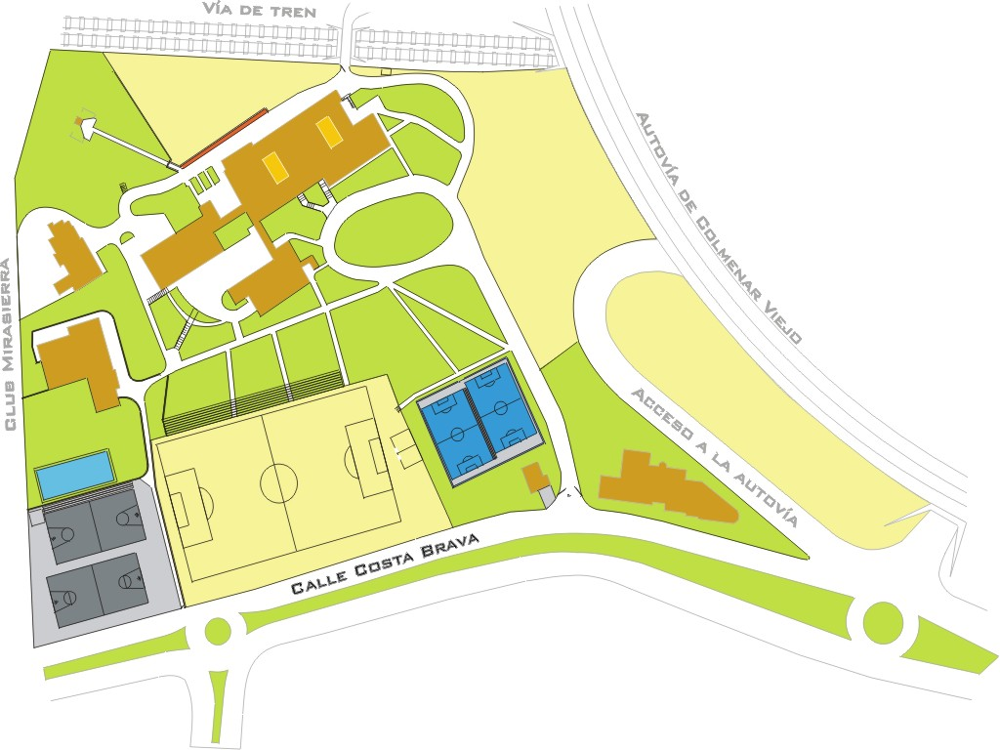 Vía de tren
Autovía de Colmenar Viejo
Club Mirasierra
Acceso a la autovía
Calle Costa Brava